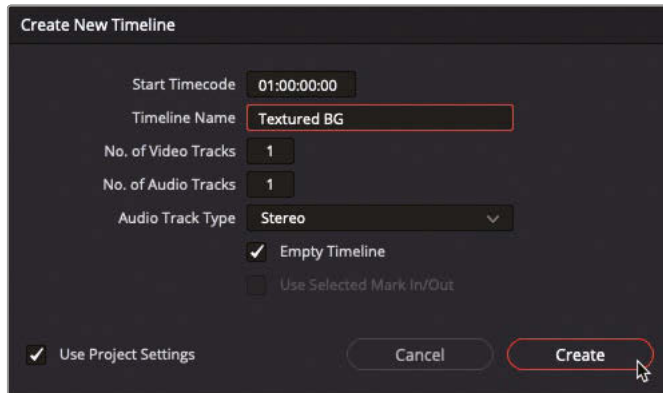 Create New Timeline
Start Timecode 01:00:00:00
Timeline Name Textured BG
No. of Video Tracks 1
No. of Audio Tracks 1
Audio Track Type Stereo
Empty Timeline
Use Selected Mark In/Out
Use Project Settings Cancel Create